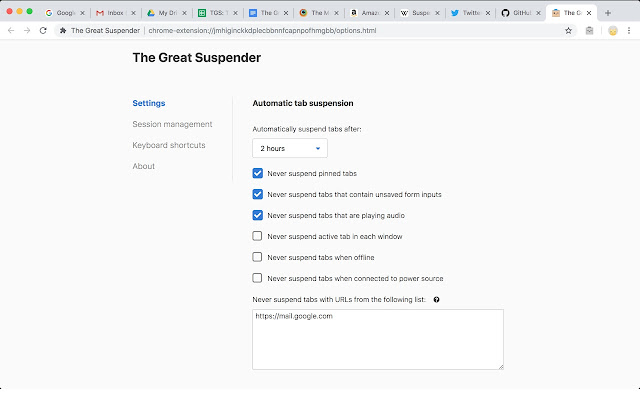 Google
Inbox
My Dri
TGS: T
The G
The M
Amazo
Suspe
Twitte
GitHub
The G
The Great Suspender | chrome-extension://jmhiginckkdplecbbnnfcapnpofhmgbb/options.html
The Great Suspender
Settings
Session management
Keyboard shortcuts
About
Automatic tab suspension
Automatically suspend tabs after:
2 hours
Never suspend pinned tabs
Never suspend tabs that contain unsaved form inputs
Never suspend tabs that are playing audio
Never suspend active tab in each window
Never suspend tabs when offline
Never suspend tabs when connected to power source
Never suspend tabs with URLs from the following list:
https://mail.google.com